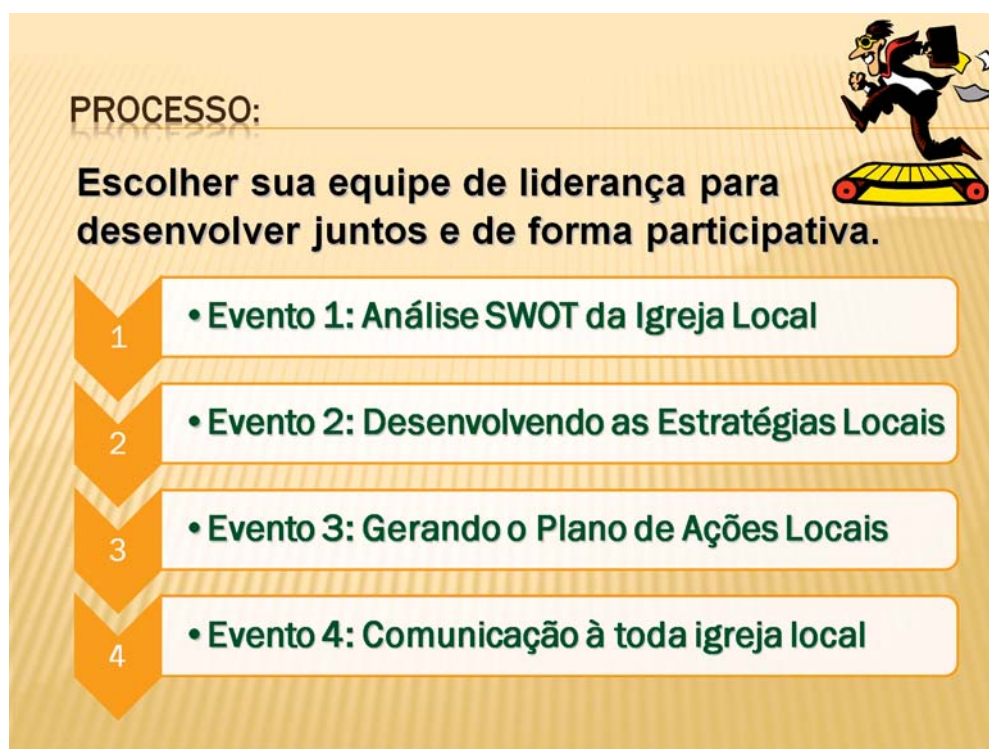 PROCESSO:
Escolher sua equipe de liderança para
desenvolver juntos e de forma participativa.
1
• Evento 1: Análise SWOT da Igreja Local
2
• Evento 2: Desenvolvendo as Estratégias Locais
3
• Evento 3: Gerando o Plano de Ações Locais
4
• Evento 4: Comunicação à toda igreja local